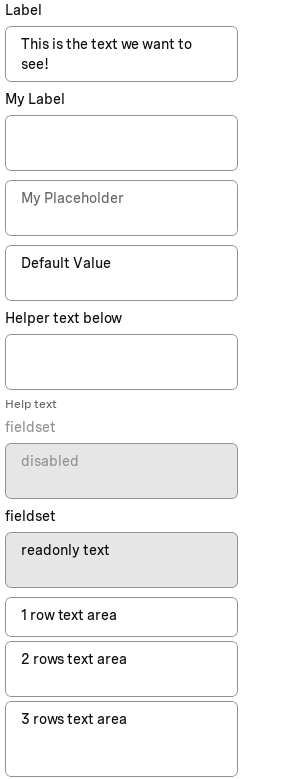 Label
This is the text we want to
see!
My Label
My Placeholder
Default Value
Helper text below
Help text
fieldset
disabled
fieldset
readonly text
1 row text area
2 rows text area
3 rows text area